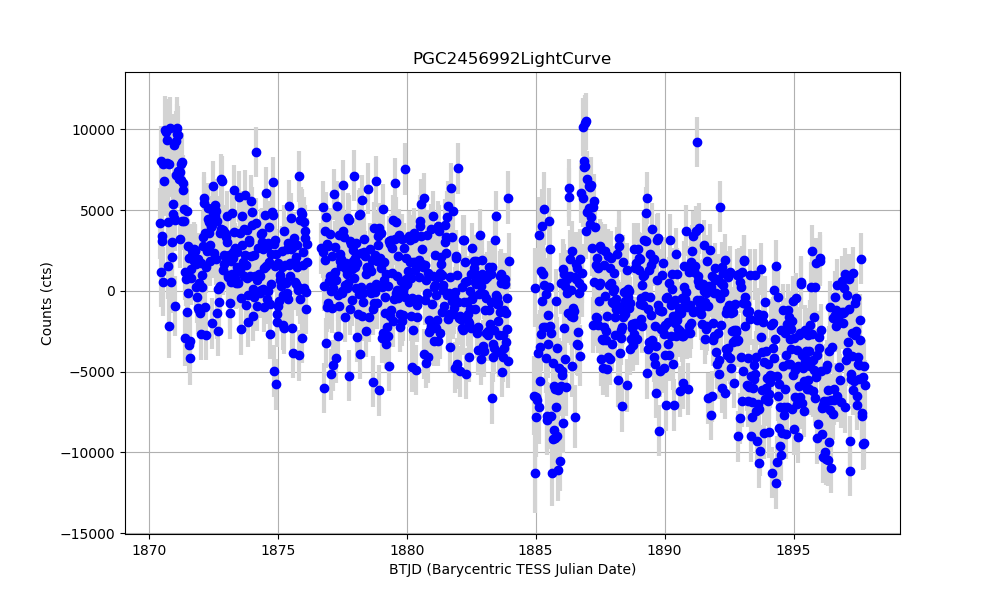 PGC2456992LightCurve
Counts (cts)
10000
5000
0
−5000
−10000
−15000
1870 1875 1880 1885 1890 1895
BTJD (Barycentric TESS Julian Date)